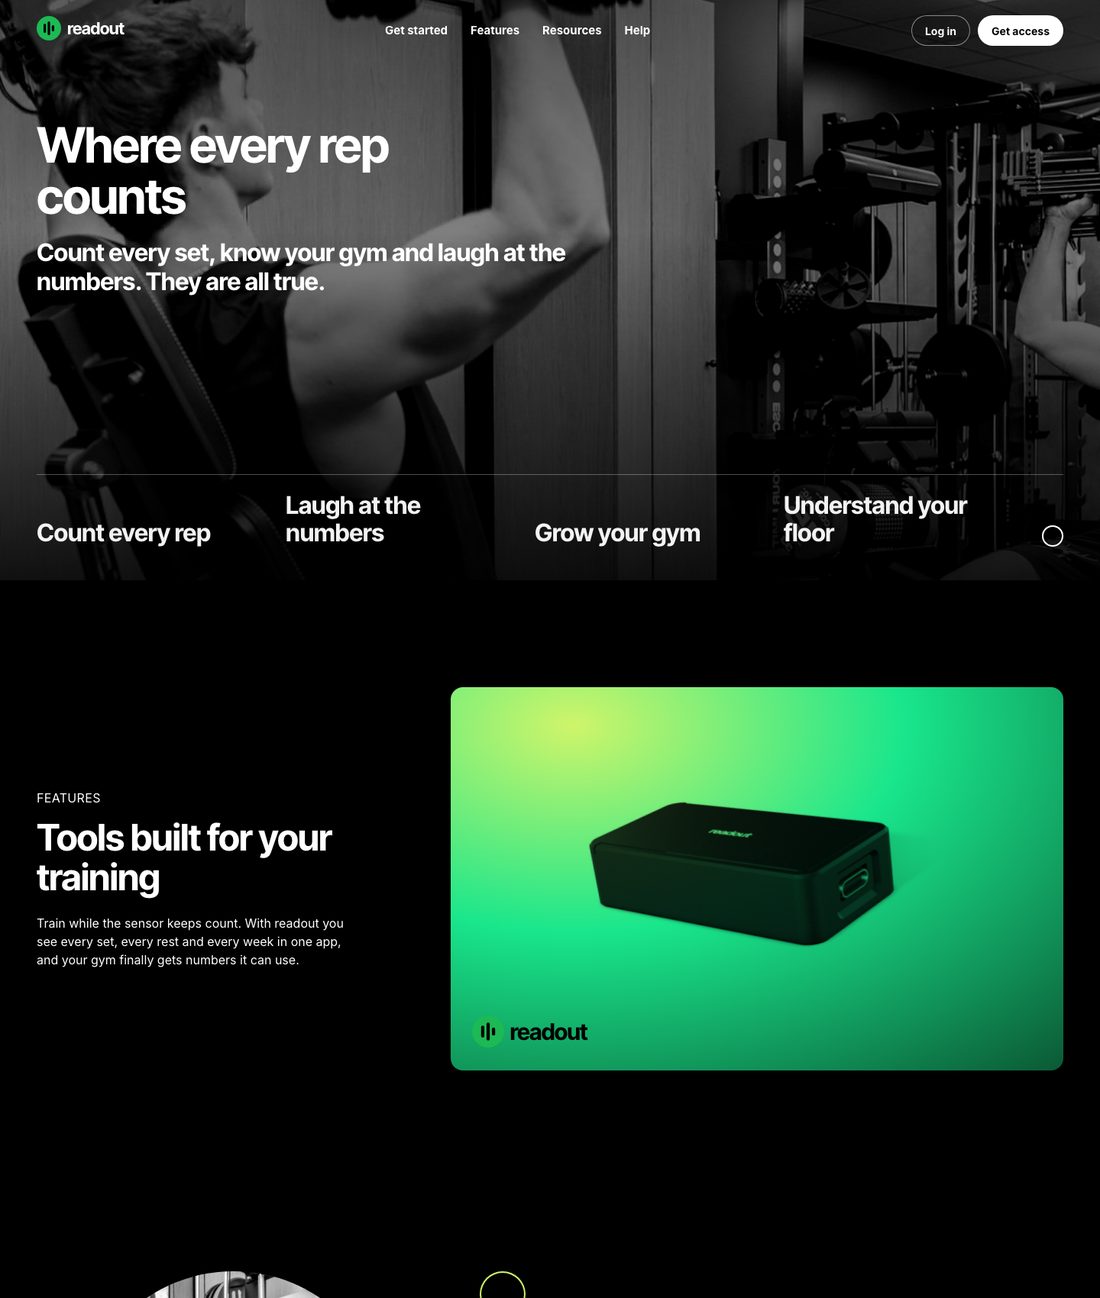 readout
Get started
Features
Resources
Help
Log in
Get access
Where every rep
counts
Count every set, know your gym and laugh at the
numbers. They are all true.
Count every rep
Laugh at the
numbers
Grow your gym
Understand your
floor
FEATURES
Tools built for your
training
Train while the sensor keeps count. With readout you
see every set, every rest and every week in one app,
and your gym finally gets numbers it can use.
readout
readout